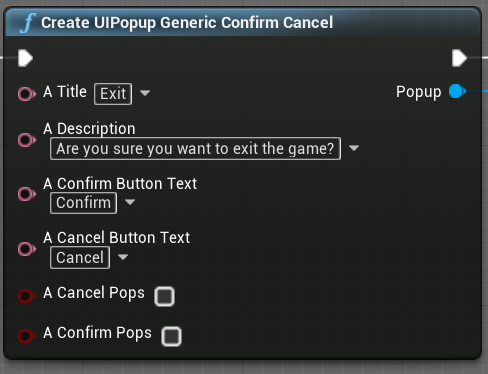 Create UIPopup Generic Confirm Cancel
A Title Exit
Popup
A Description
Are you sure you want to exit the game?
A Confirm Button Text
Confirm
A Cancel Button Text
Cancel
A Cancel Pops
A Confirm Pops